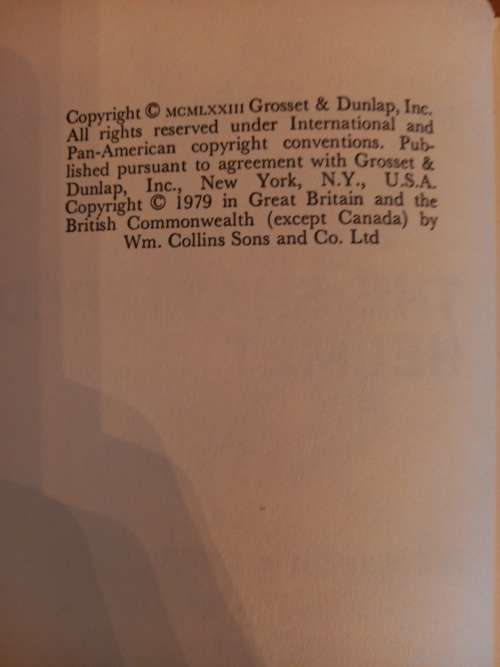 Copyright © MCMLXXIII Grosset & Dunlap, Inc.
All rights reserved under International and
Pan-American copyright conventions. Pub-
lished pursuant to agreement with Grosset &
Dunlap, Inc., New York, N.Y., U.S.A.
Copyright © 1979 in Great Britain and the
British Commonwealth (except Canada) by
Wm. Collins Sons and Co. Ltd